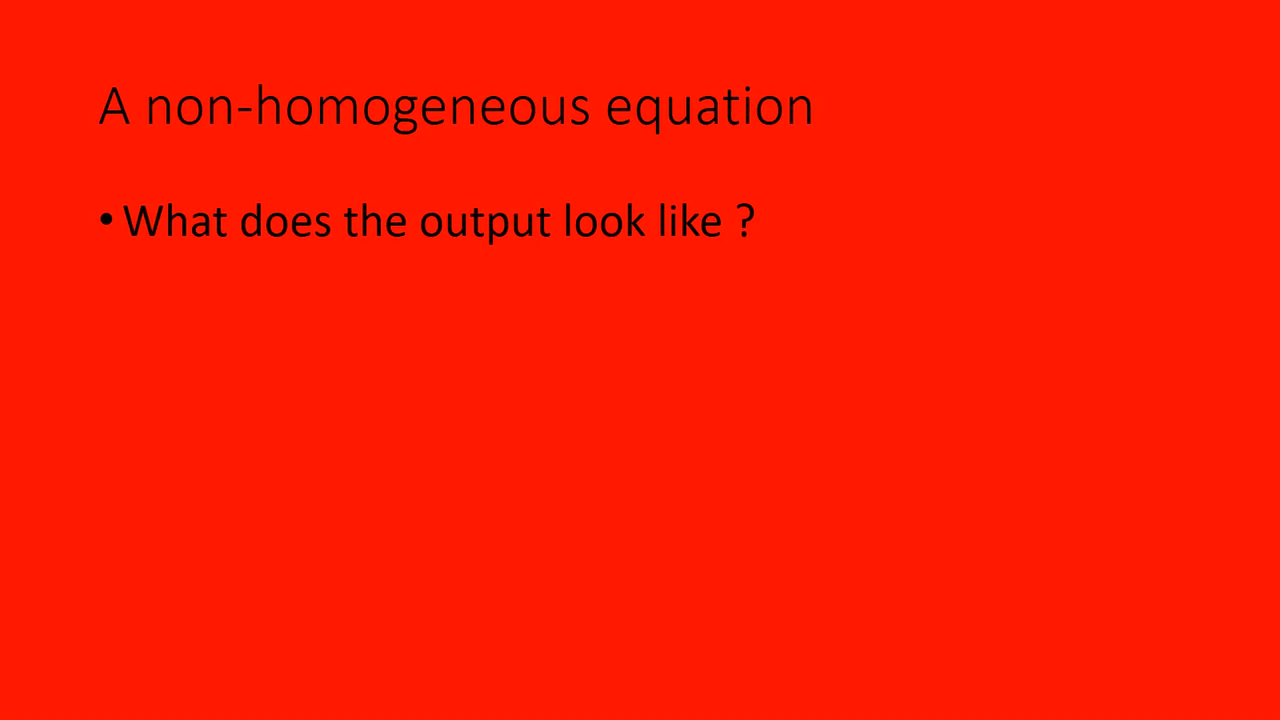 A non-homogeneous equation
• What does the output look like ?